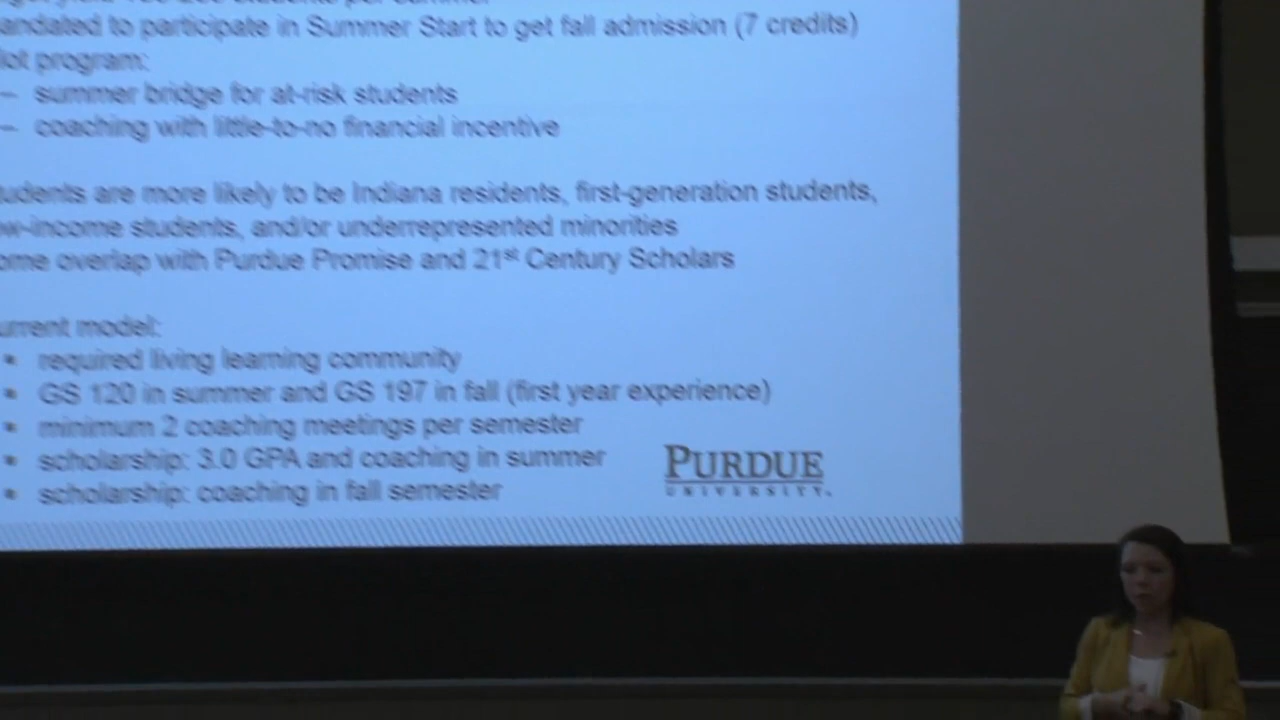 students per summer
andated to participate in Summer Start to get fall admission (7 credits)
lot program:
– summer bridge for at-risk students
– coaching with little-to-no financial incentive
tudents are more likely to be Indiana residents, first-generation students,
w-income students, and/or underrepresented minorities
ome overlap with Purdue Promise and 21st Century Scholars
urrent model:
• required living learning community
• GS 120 in summer and GS 197 in fall (first year experience)
• minimum 2 coaching meetings per semester
• scholarship: 3.0 GPA and coaching in summer
• scholarship: coaching in fall semester
PURDUE
UNIVERSITY